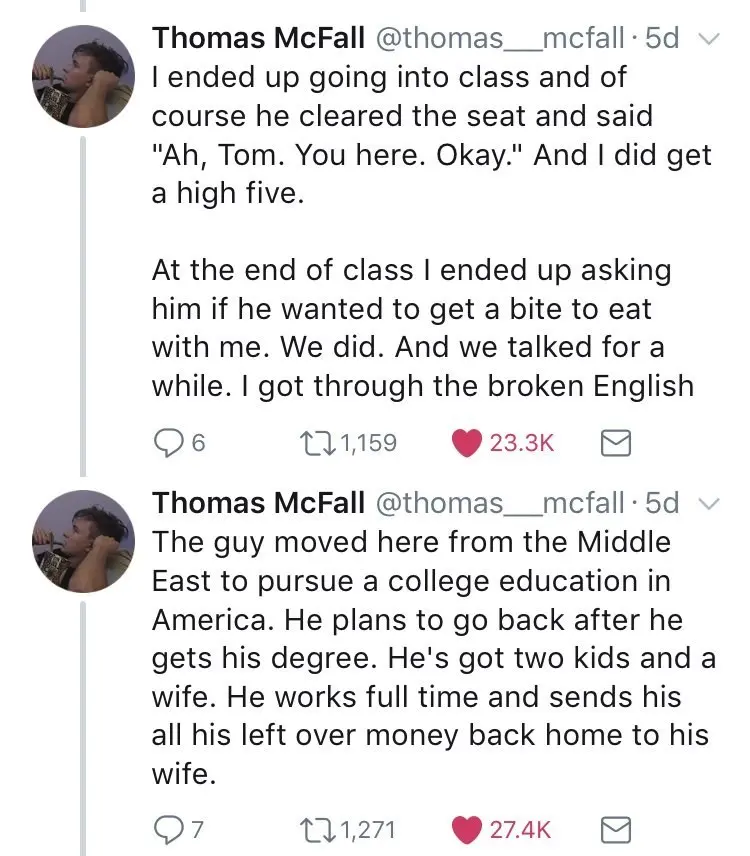 Thomas McFall @thomas__mcfall · 5d
I ended up going into class and of
course he cleared the seat and said
"Ah, Tom. You here. Okay." And I did get
a high five.
At the end of class I ended up asking
him if he wanted to get a bite to eat
with me. We did. And we talked for a
while. I got through the broken English
6 1,159 23.3K
Thomas McFall @thomas__mcfall · 5d
The guy moved here from the Middle
East to pursue a college education in
America. He plans to go back after he
gets his degree. He's got two kids and a
wife. He works full time and sends his
all his left over money back home to his
wife.
7 1,271 27.4K